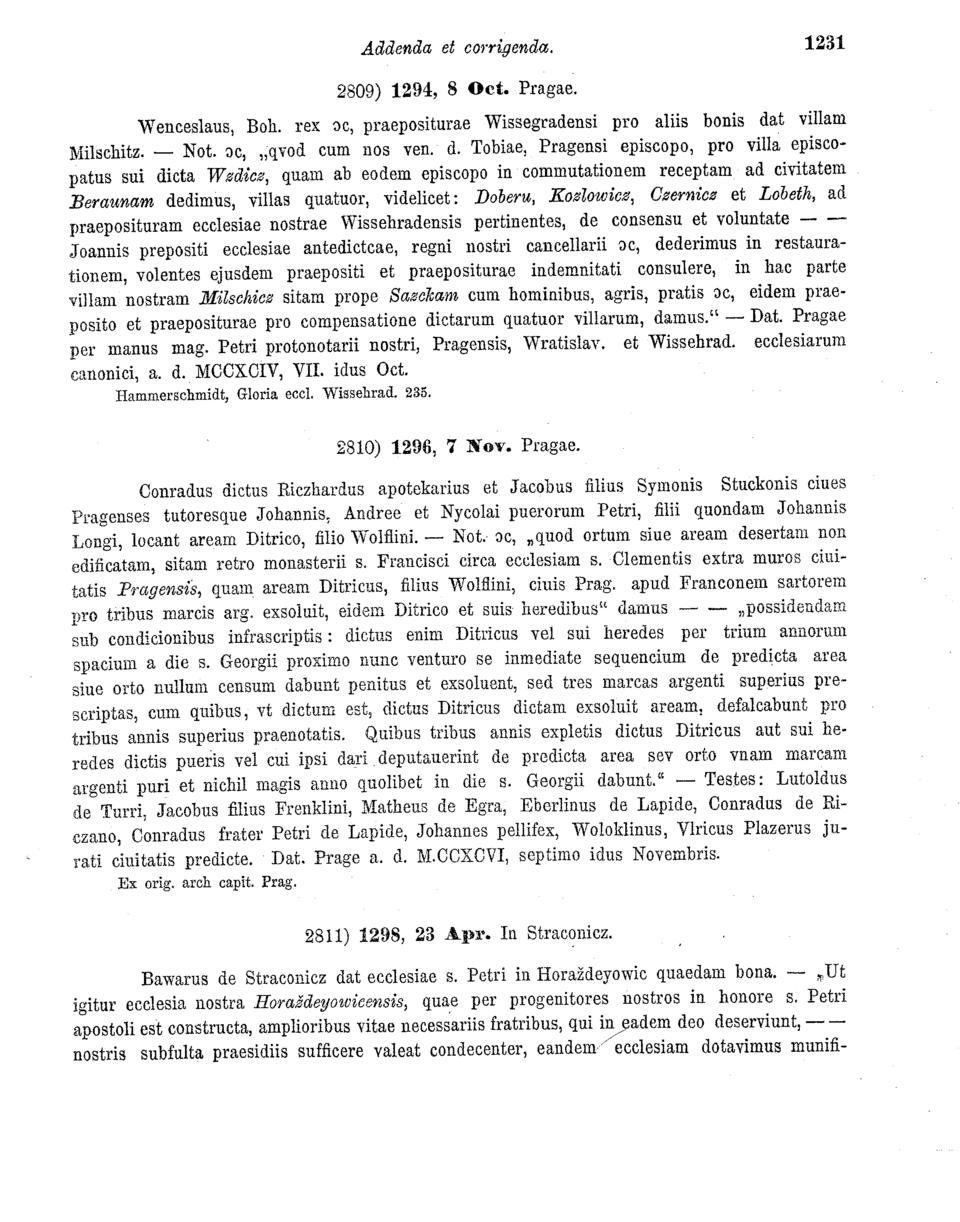 Addenda et corrigenda. 1231
2809) 1294, 8 Oct. Pragae.
Wenceslaus, Boh. rex ɔc, praepositurae Wissegradensi pro aliis bonis dat villam
Milschitz. — Not. ɔc, „qvod cum nos ven. d. Tobiae, Pragensi episcopo, pro villa episco-
patus sui dicta Wzdicz, quam ab eodem episcopo in commutationem receptam ad civitatem
Beraunam dedimus, villas quatuor, videlicet: Doberu, Kozlowicz, Czernicz et Lobeth, ad
praeposituram ecclesiae nostrae Wissehradensis pertinentes, de consensu et voluntate — —
Joannis prepositi ecclesiae antedictcae, regni nostri cancellarii ɔc, dederimus in restaura-
tionem, volentes ejusdem praepositi et praepositurae indemnitati consulere, in hac parte
villam nostram Milschicz sitam prope Sazckam cum hominibus, agris, pratis ɔc, eidem prae-
posito et praepositurae pro compensatione dictarum quatuor villarum, damus.“ — Dat. Pragae
per manus mag. Petri protonotarii nostri, Pragensis, Wratislav. et Wissehrad. ecclesiarum
canonici, a. d. MCCXCIV, VII. idus Oct.
Hammerschmidt, Gloria eccl. Wissehrad. 235.
2810) 1296, 7 Nov. Pragae.
Conradus dictus Riczhardus apotekarius et Jacobus filius Symonis Stuckonis ciues
Pragenses tutoresque Johannis, Andree et Nycolai puerorum Petri, filii quondam Johannis
Longi, locant aream Ditrico, filio Wolflini. — Not. ɔc, „quod ortum siue aream desertam non
edificatam, sitam retro monasterii s. Francisci circa ecclesiam s. Clementis extra muros ciui-
tatis Pragensis, quam aream Ditricus, filius Wolflini, ciuis Prag. apud Franconem sartorem
pro tribus marcis arg. exsoluit, eidem Ditrico et suis heredibus“ damus — — „possidendam
sub condicionibus infrascriptis: dictus enim Ditricus vel sui heredes per trium annorum
spacium a die s. Georgii proximo nunc venturo se inmediate sequencium de predicta area
siue orto nullum censum dabunt penitus et exsoluent, sed tres marcas argenti superius pre-
scriptas, cum quibus, vt dictum est, dictus Ditricus dictam exsoluit aream, defalcabunt pro
tribus annis superius praenotatis. Quibus tribus annis expletis dictus Ditricus aut sui he-
redes dictis pueris vel cui ipsi dari deputauerint de predicta area sev orto vnam marcam
argenti puri et nichil magis anno quolibet in die s. Georgii dabunt.“ — Testes: Lutoldus
de Turri, Jacobus filius Frenklini, Matheus de Egra, Eberlinus de Lapide, Conradus de Ri-
czano, Conradus frater Petri de Lapide, Johannes pellifex, Woloklinus, Vlricus Plazerus ju-
rati ciuitatis predicte. Dat. Prage a. d. M.CCXCVI, septimo idus Novembris.
Ex orig. arch capit. Prag.
2811) 1298, 23 Apr. In Straconicz.
Bawarus de Straconicz dat ecclesiae s. Petri in Horaždeyowic quaedam bona. — „Ut
igitur ecclesia nostra Horaždeyowicensis, quae per progenitores nostros in honore s. Petri
apostoli est constructa, amplioribus vitae necessariis fratribus, qui in eadem deo deserviunt, — —
nostris subfulta praesidiis sufficere valeat condecenter, eandem ecclesiam dotavimus munifi-